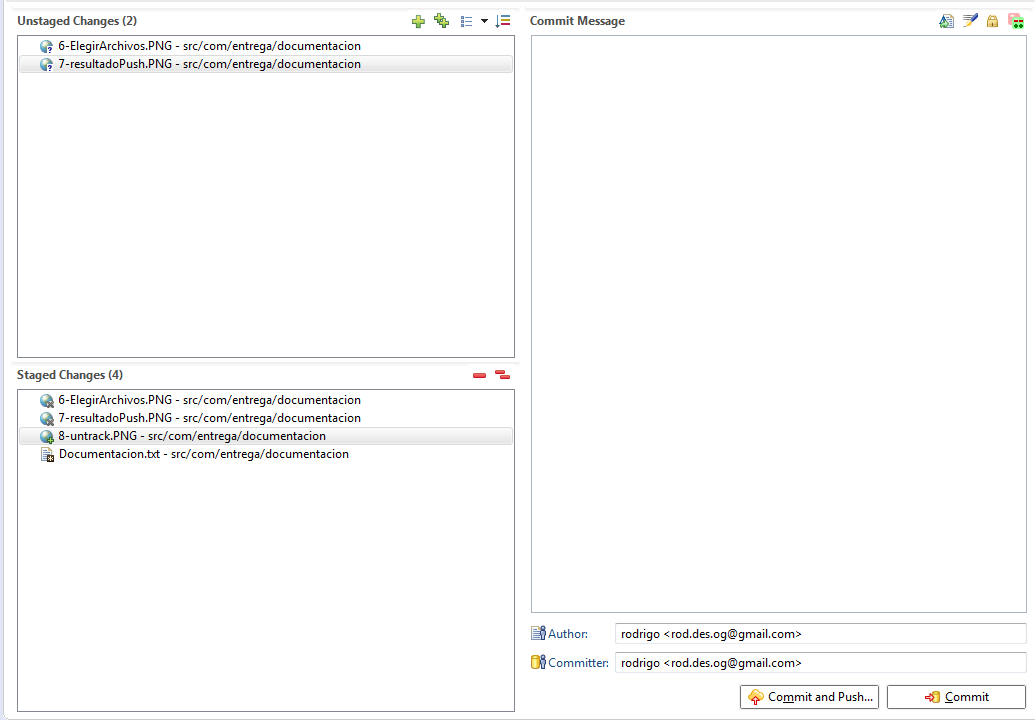 Unstaged Changes (2)
6-ElegirArchivos.PNG - src/com/entrega/documentacion
7-resultadoPush.PNG - src/com/entrega/documentacion
Staged Changes (4)
6-ElegirArchivos.PNG - src/com/entrega/documentacion
7-resultadoPush.PNG - src/com/entrega/documentacion
8-untrack.PNG - src/com/entrega/documentacion
Documentacion.txt - src/com/entrega/documentacion
Commit Message
Author: rodrigo <rod.des.og@gmail.com>
Committer: rodrigo <rod.des.og@gmail.com>
Commit and Push... Commit